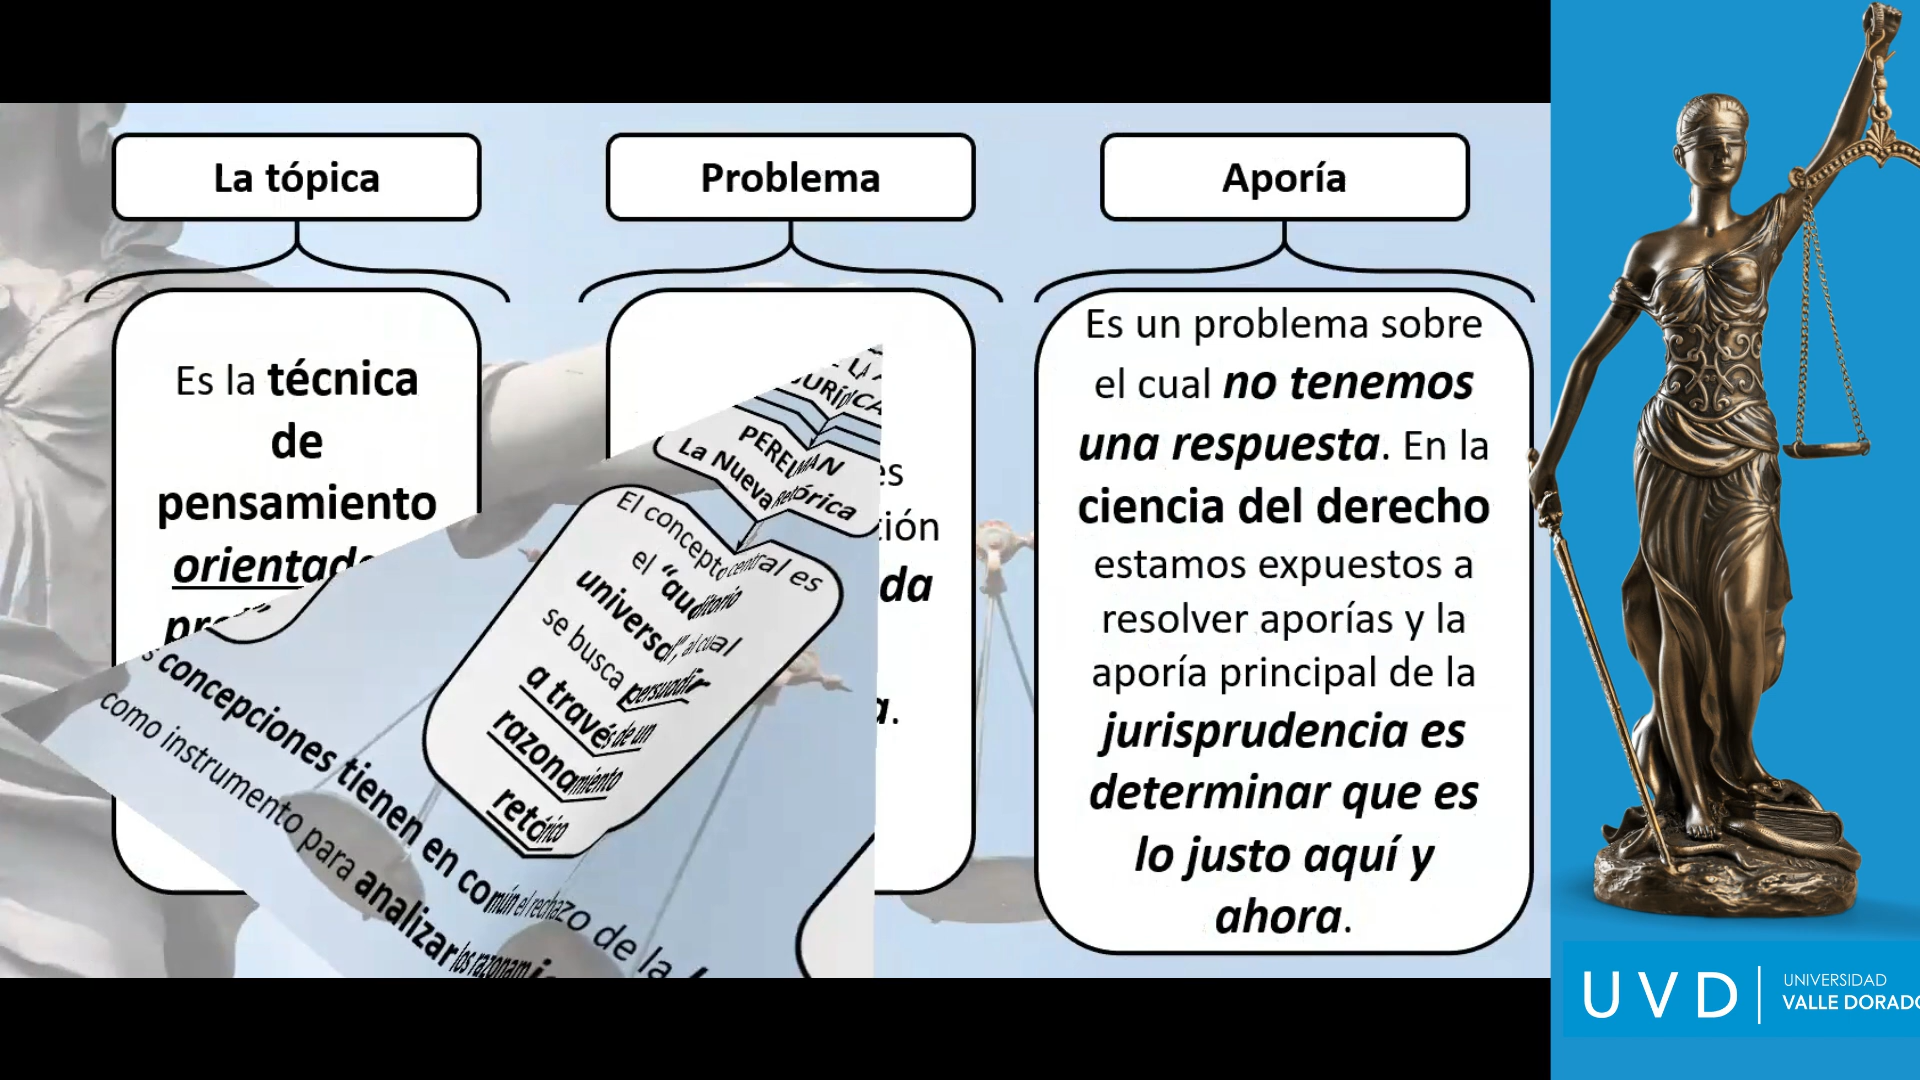 La tópica
Es la técnica
de
pensamiento
Problema
es
ción
da
Aporía
Es un problema sobre
el cual no tenemos
una respuesta. En la
ciencia del derecho
estamos expuestos a
resolver aporías y la
aporía principal de la
jurisprudencia es
determinar que es
lo justo aquí y
ahora.
PERELMAN
La Nueva Retórica
El concepto central es
el “auditorio
universal”, al cual
se busca persuadir
a través de un
razonamiento
retórico
concepciones tienen en común el rechazo de la
como instrumento para analizar los
UVD
UNIVERSIDAD
VALLE DORADO